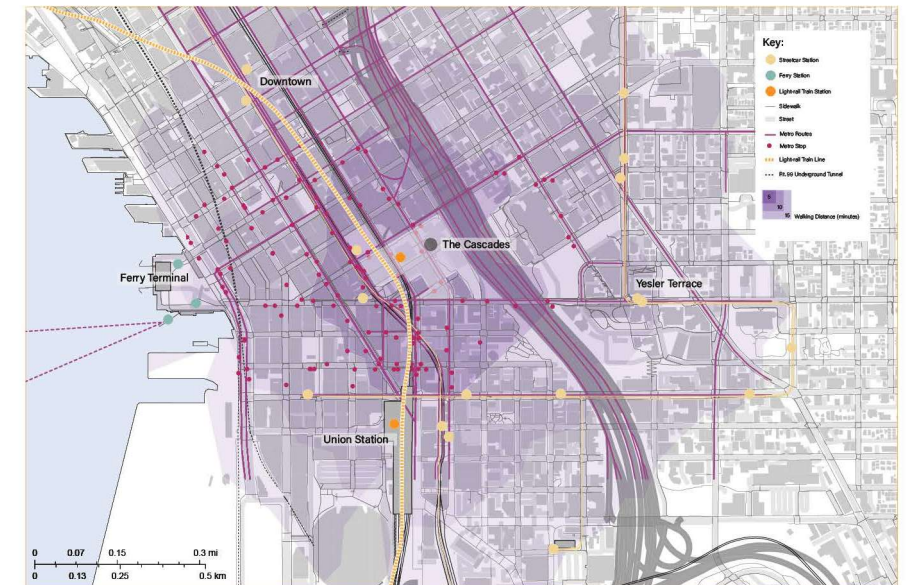 Key:
Streetcar Station
Ferry Station
Light-rail Train Station
Sidewalk
Street
Metro Routes
Metro Stop
Light-rail Train Line
Rt.99 Underground Tunnel
5
10
15
Walking Distance (minutes)
Downtown
The Cascades
Ferry Terminal
Yesler Terrace
Union Station
0 0.07 0.15 0.3 mi
0 0.13 0.25 0.5 km